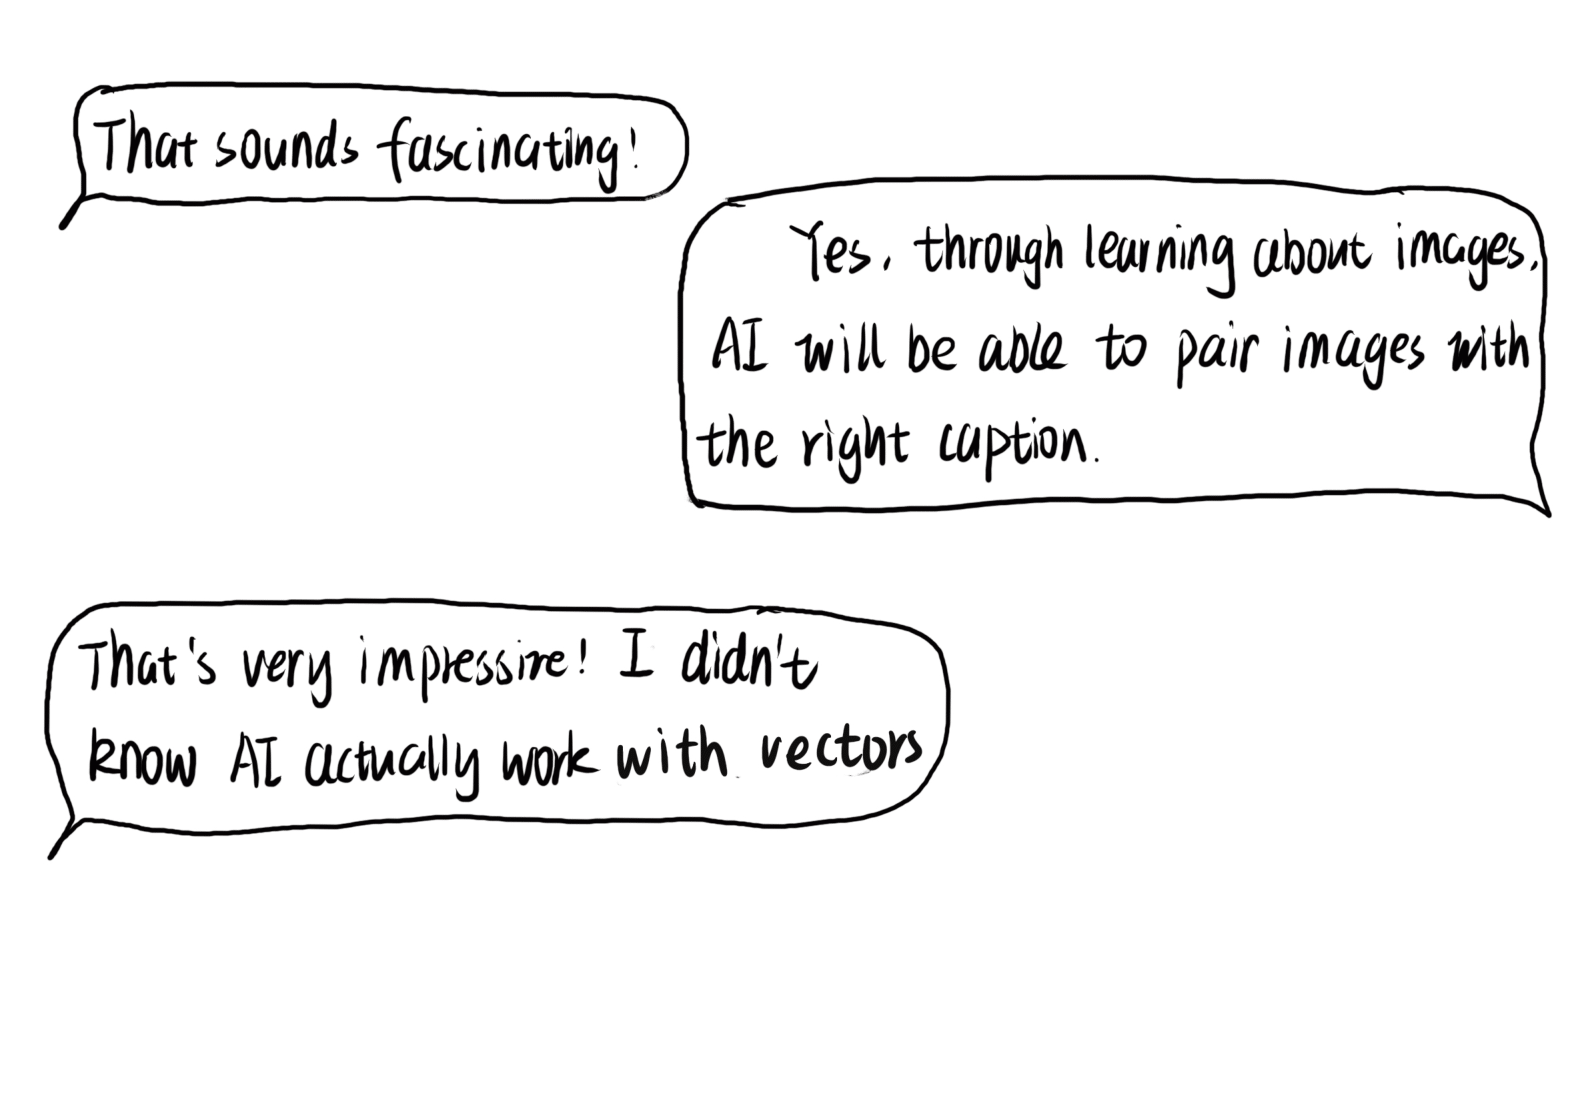 That sounds fascinating!
Yes, through learning about images,
AI will be able to pair images with
the right caption.
That's very impressive! I didn't
know AI actually work with vectors